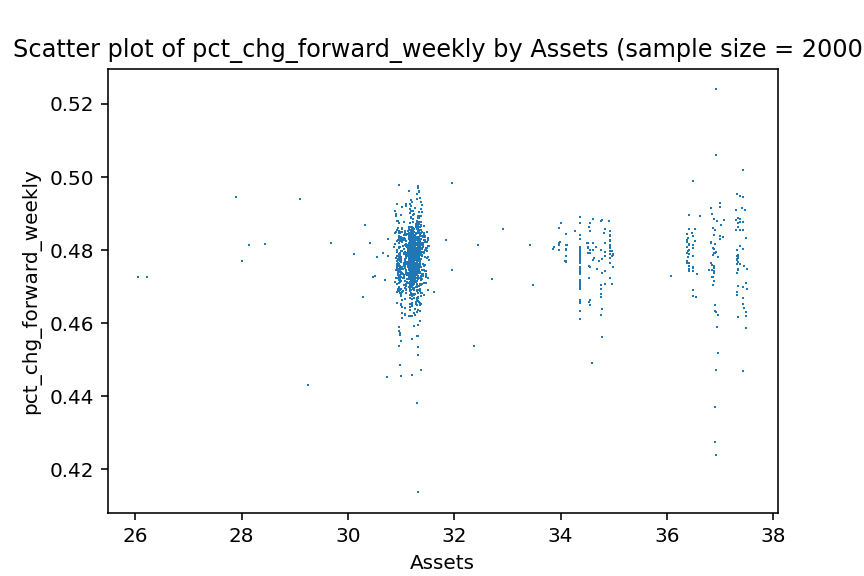 Scatter plot of pct_chg_forward_weekly by Assets (sample size = 2000
0.52
0.50
0.48
0.46
0.44
0.42
pct_chg_forward_weekly
26 28 30 32 34 36 38
Assets